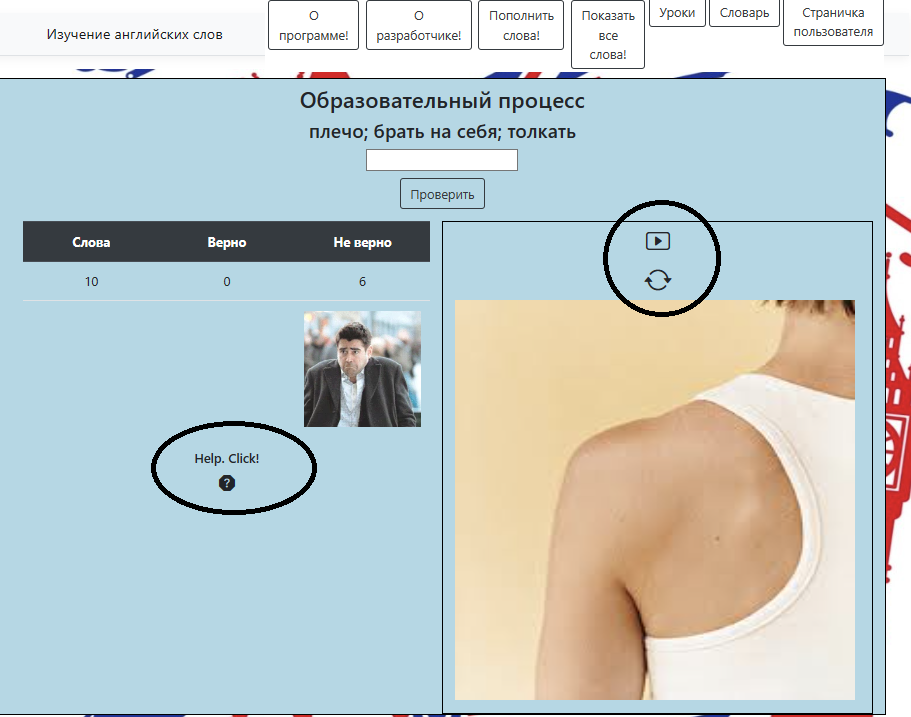 Изучение английских слов
О
программе!
О
разработчике!
Пополнить
слова!
Показать
все
слова!
Уроки
Словарь
Страничка
пользователя
Образовательный процесс
плечо; брать на себя; толкать
Проверить
Слова Верно Не верно
10 0 6
Help. Click!
?